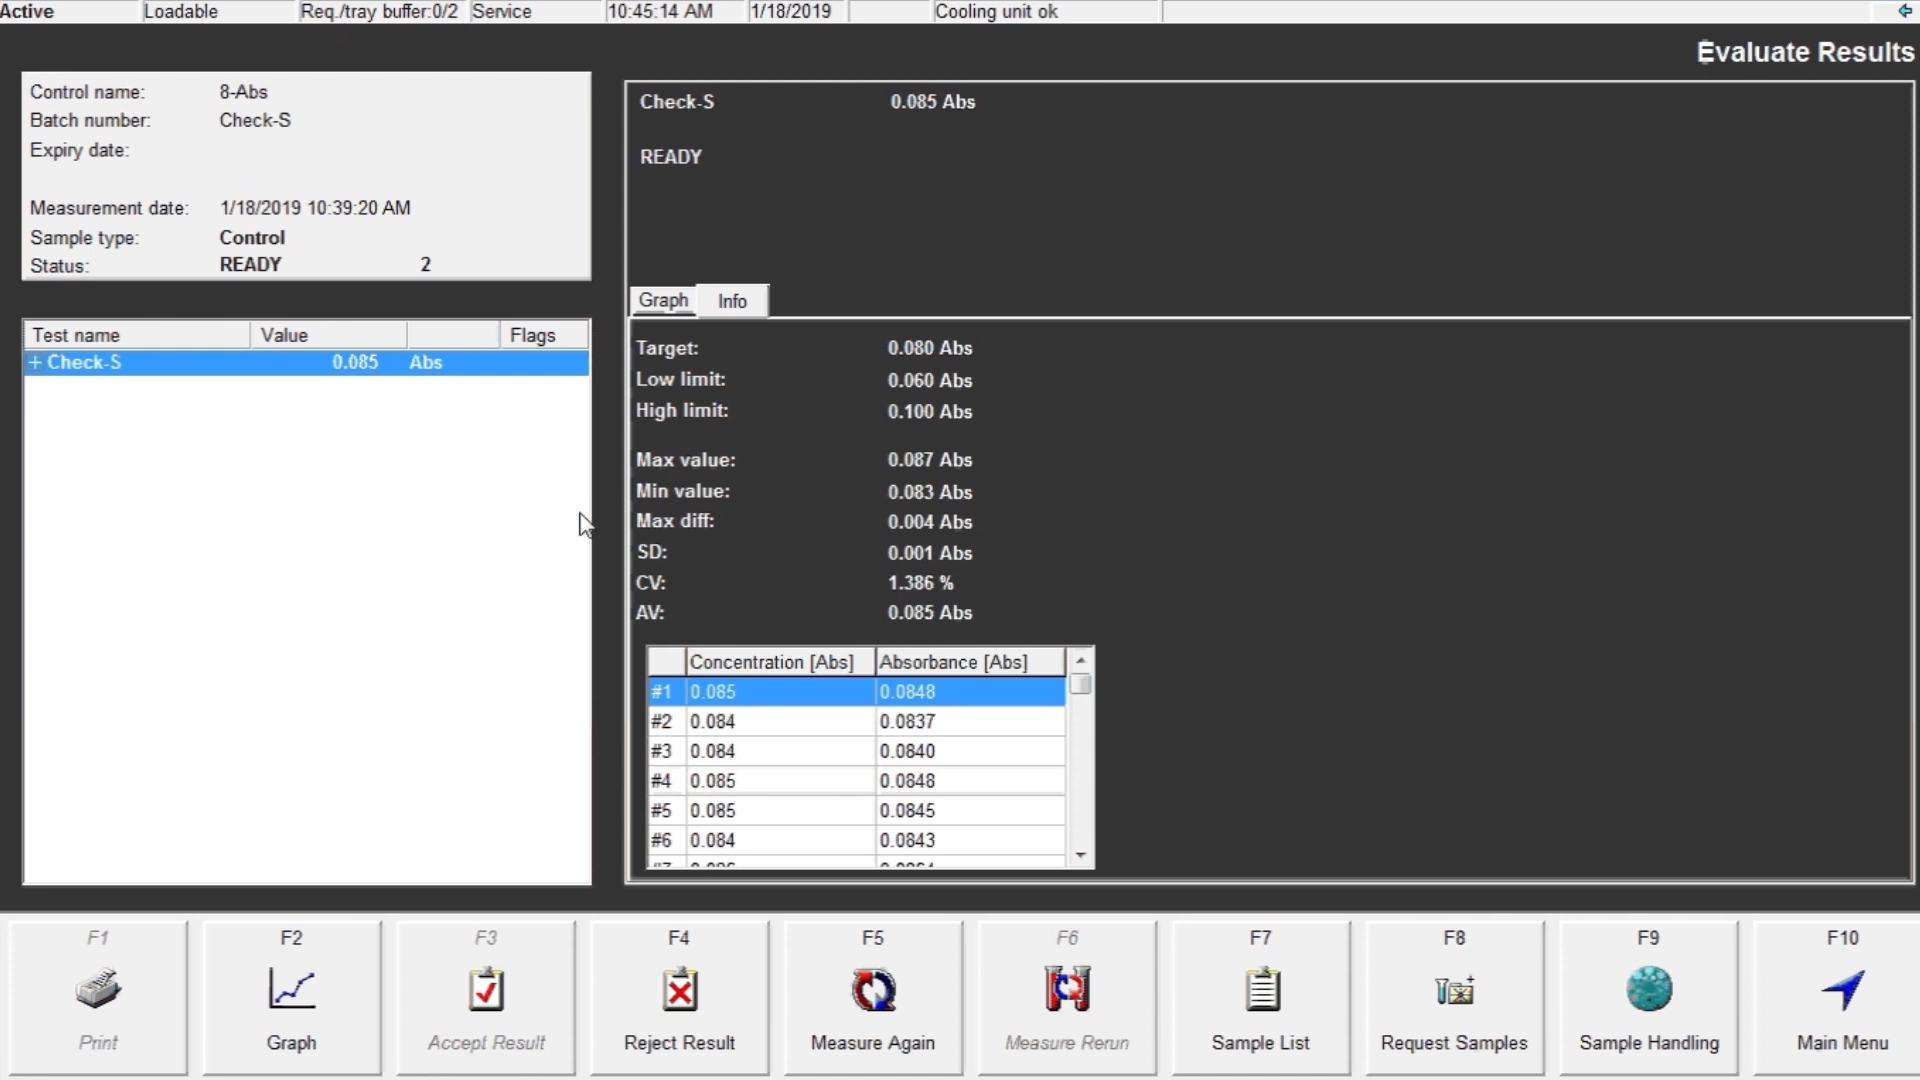 Active Loadable Req./tray buffer:0/2 Service 10:45:14 AM 1/18/2019 Cooling unit ok
Evaluate Results
Control name: 8-Abs
Batch number: Check-S
Expiry date:
Measurement date: 1/18/2019 10:39:20 AM
Sample type: Control
Status: READY 2
Test name Value Flags
+ Check-S 0.085 Abs
Check-S 0.085 Abs
READY
Graph Info
Target: 0.080 Abs
Low limit: 0.060 Abs
High limit: 0.100 Abs
Max value: 0.087 Abs
Min value: 0.083 Abs
Max diff: 0.004 Abs
SD: 0.001 Abs
CV: 1.386 %
AV: 0.085 Abs
Concentration [Abs] Absorbance [Abs]
#1 0.085 0.0848
#2 0.084 0.0837
#3 0.084 0.0840
#4 0.085 0.0848
#5 0.085 0.0845
#6 0.084 0.0843
F1 F2 F3 F4 F5 F6 F7 F8 F9 F10
Print Graph Accept Result Reject Result Measure Again Measure Rerun Sample List Request Samples Sample Handling Main Menu